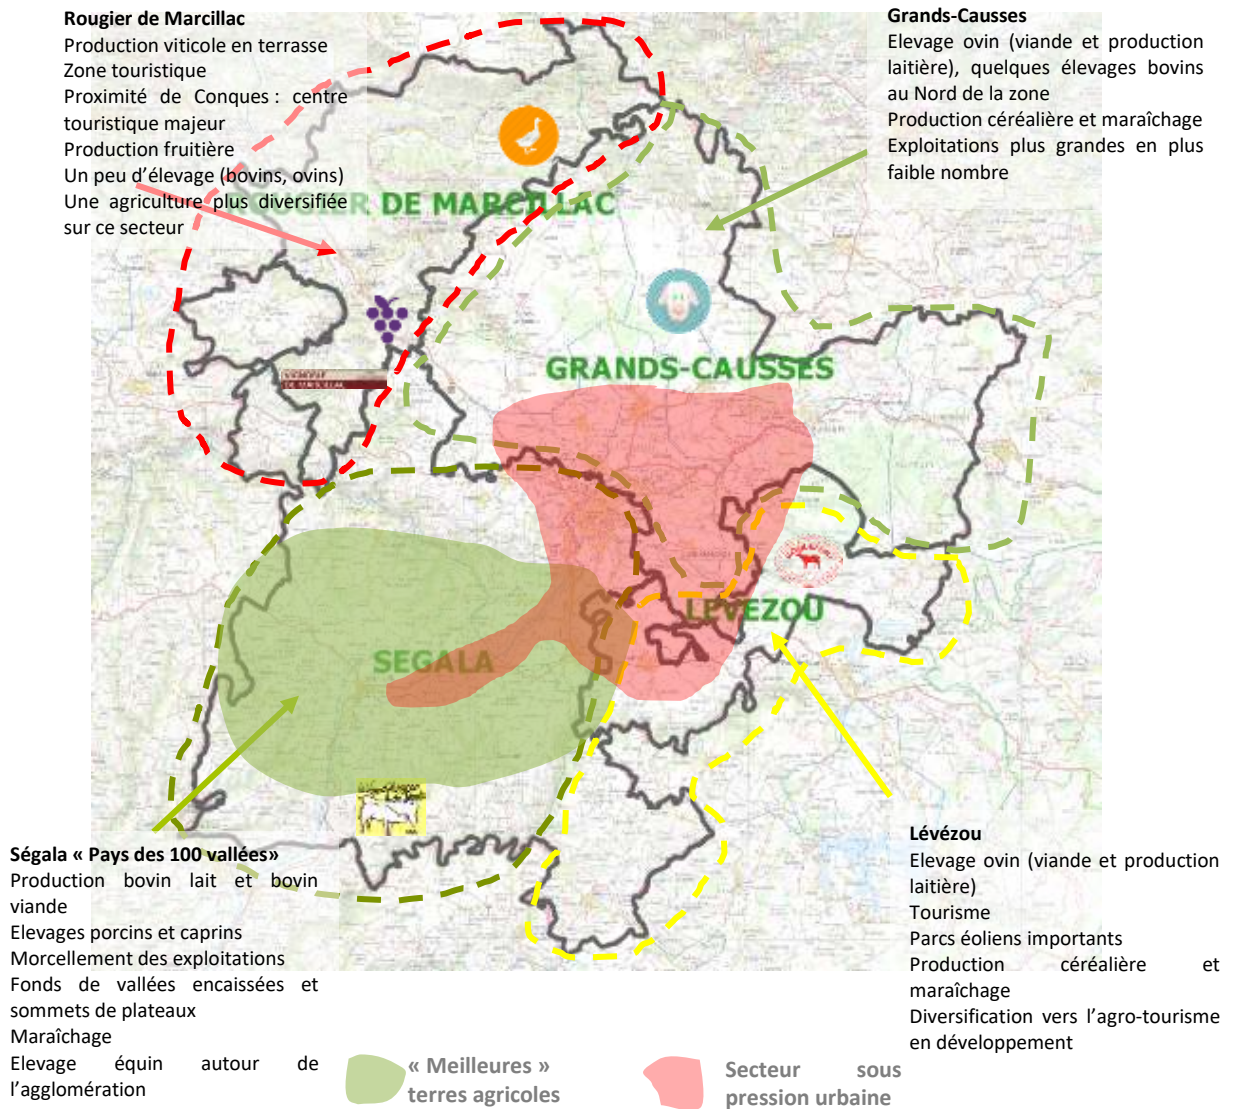 Rougier de Marcillac
Production viticole en terrasse
Zone touristique
Proximité de Conques : centre
touristique majeur
Production fruitière
Un peu d'élevage (bovins, ovins)
Une agriculture plus diversifiée
sur ce secteur
Grands-Causses
Elevage ovin (viande et production
laitière), quelques élevages bovins
au Nord de la zone
Production céréalière et maraîchage
Exploitations plus grandes en plus
faible nombre
GIER DE MARCILLAC
GRANDS-CAUSSES
VIGNOBLE
DE MARCILLAC
LEVEZOU
SEGALA
Ségala « Pays des 100 vallées»
Production bovin lait et bovin
viande
Elevages porcins et caprins
Morcellement des exploitations
Fonds de vallées encaissées et
sommets de plateaux
Maraîchage
Elevage équin autour de
l'agglomération
Lévézou
Elevage ovin (viande et production
laitière)
Tourisme
Parcs éoliens importants
Production céréalière et
maraîchage
Diversification vers l'agro-tourisme
en développement
« Meilleures »
terres agricoles
Secteur sous
pression urbaine